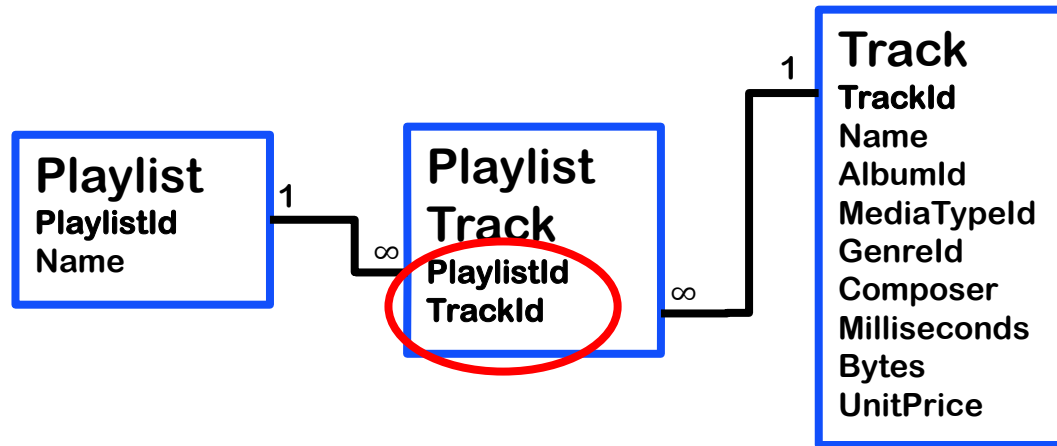 Playlist
PlaylistId
Name
1
∞
Playlist
Track
PlaylistId
TrackId
∞
1
Track
TrackId
Name
AlbumId
MediaTypeId
GenreId
Composer
Milliseconds
Bytes
UnitPrice